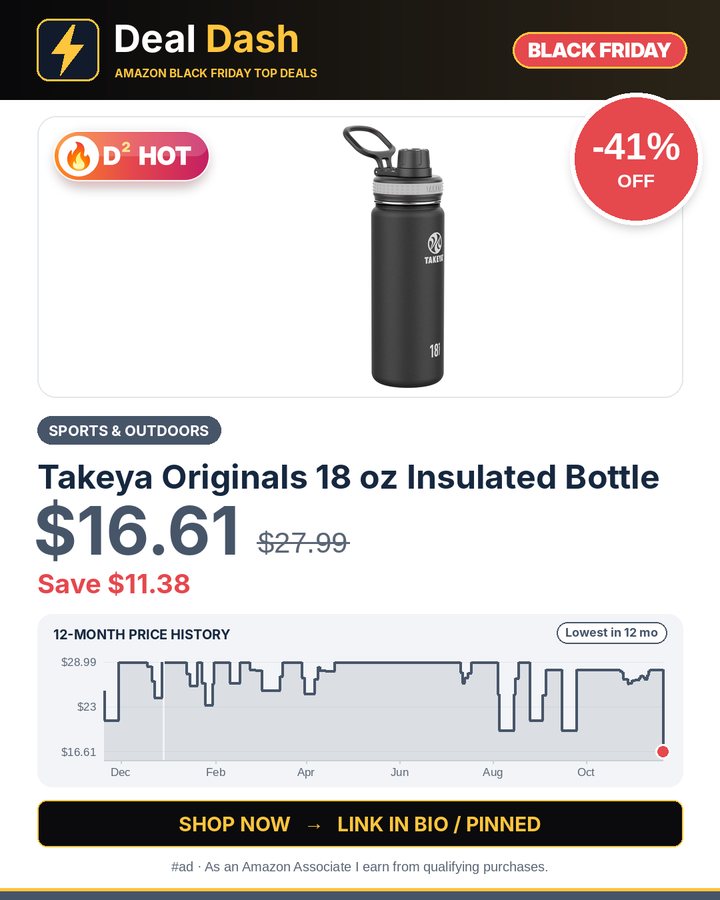 Deal Dash
AMAZON BLACK FRIDAY TOP DEALS
BLACK FRIDAY
-41%
OFF
D² HOT
TAKEYA
18
SPORTS & OUTDOORS
Takeya Originals 18 oz Insulated Bottle
$16.61 $27.99
Save $11.38
12-MONTH PRICE HISTORY
Lowest in 12 mo
$28.99
$23
$16.61
Dec Feb Apr Jun Aug Oct
SHOP NOW → LINK IN BIO / PINNED
#ad · As an Amazon Associate I earn from qualifying purchases.